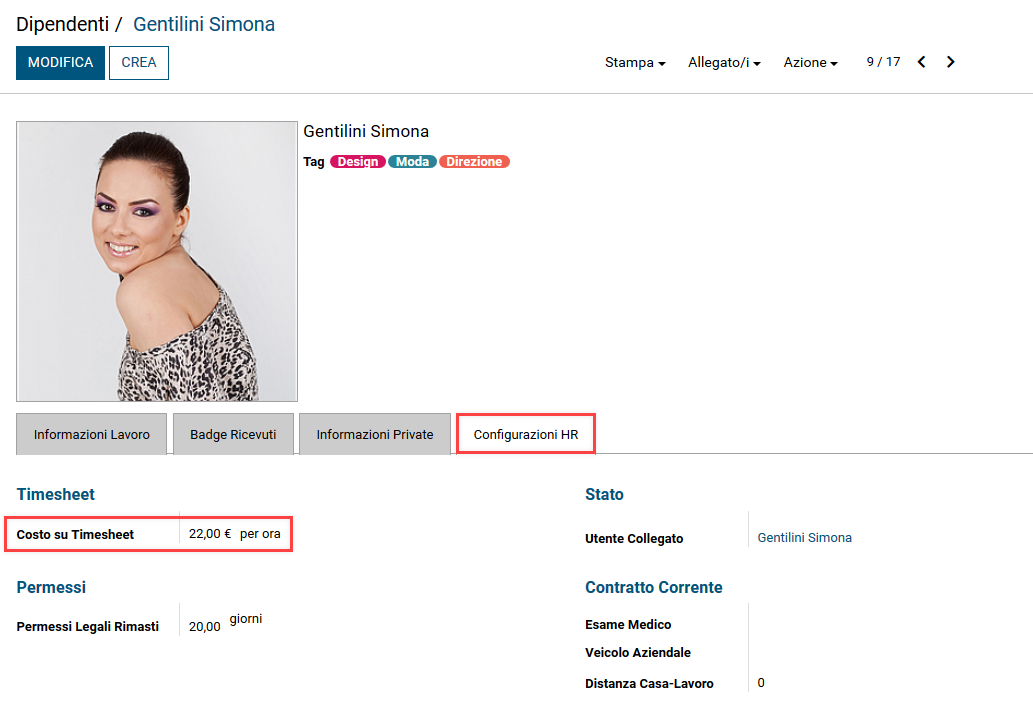 Dipendenti / Gentilini Simona
MODIFICA CREA Stampa Allegato/i Azione 9 / 17
Gentilini Simona
Tag Design Moda Direzione
Informazioni Lavoro Badge Ricevuti Informazioni Private Configurazioni HR
Timesheet
Costo su Timesheet 22,00 € per ora
Permessi
Permessi Legali Rimasti 20,00 giorni
Stato
Utente Collegato Gentilini Simona
Contratto Corrente
Esame Medico
Veicolo Aziendale
Distanza Casa-Lavoro 0